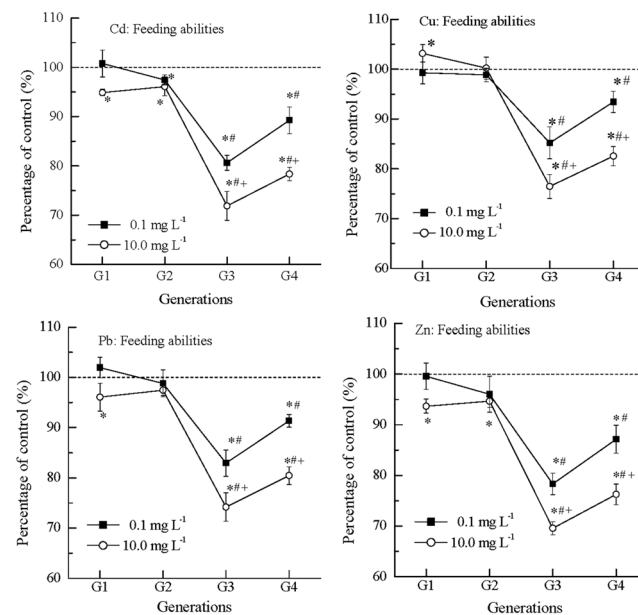 110
Cd: Feeding abilities
100
90
80
70
60
Percentage of control (%)
* * * *
*# *#
*#+ *#+
0.1 mg L⁻¹
10.0 mg L⁻¹
G1 G2 G3 G4
Generations
110
Cu: Feeding abilities
100
90
80
70
60
Percentage of control (%)
*
*# *#
*#+ *#+
0.1 mg L⁻¹
10.0 mg L⁻¹
G1 G2 G3 G4
Generations
110
Pb: Feeding abilities
100
90
80
70
60
Percentage of control (%)
*
*# *#
*#+ *#+
0.1 mg L⁻¹
10.0 mg L⁻¹
G1 G2 G3 G4
Generations
110
Zn: Feeding abilities
100
90
80
70
60
Percentage of control (%)
* *
*# *#
*#+ *#+
0.1 mg L⁻¹
10.0 mg L⁻¹
G1 G2 G3 G4
Generations